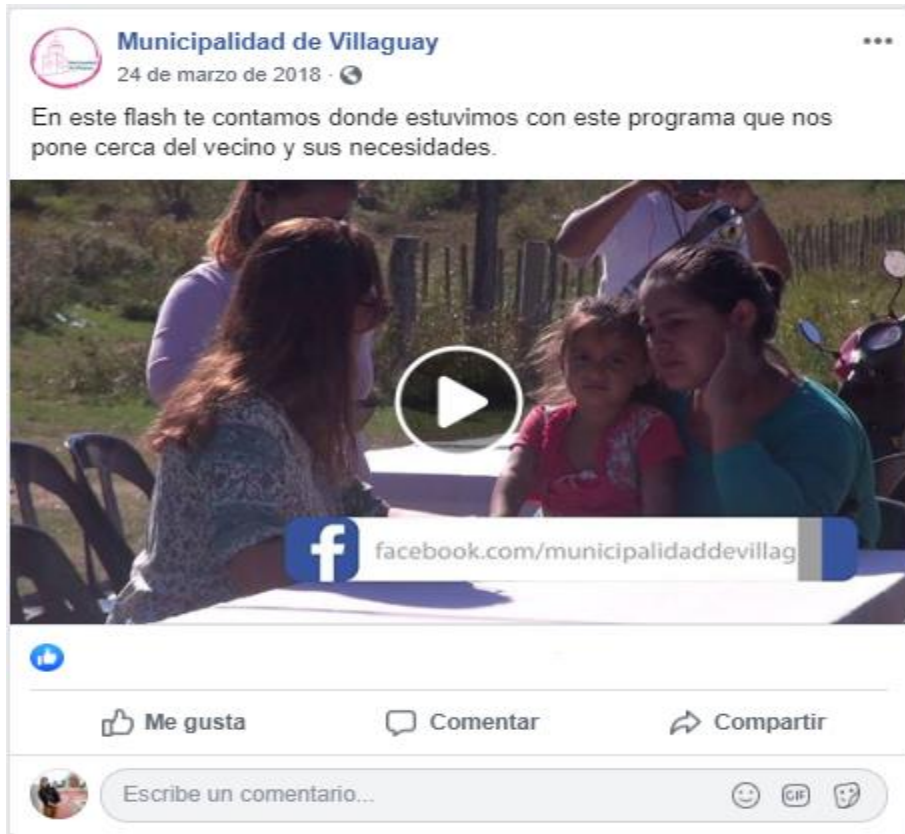 Municipalidad de Villaguay
24 de marzo de 2018
En este flash te contamos donde estuvimos con este programa que nos
pone cerca del vecino y sus necesidades.
facebook.com/municipalidaddevillag
Me gusta
Comentar
Compartir
Escribe un comentario...
GIF